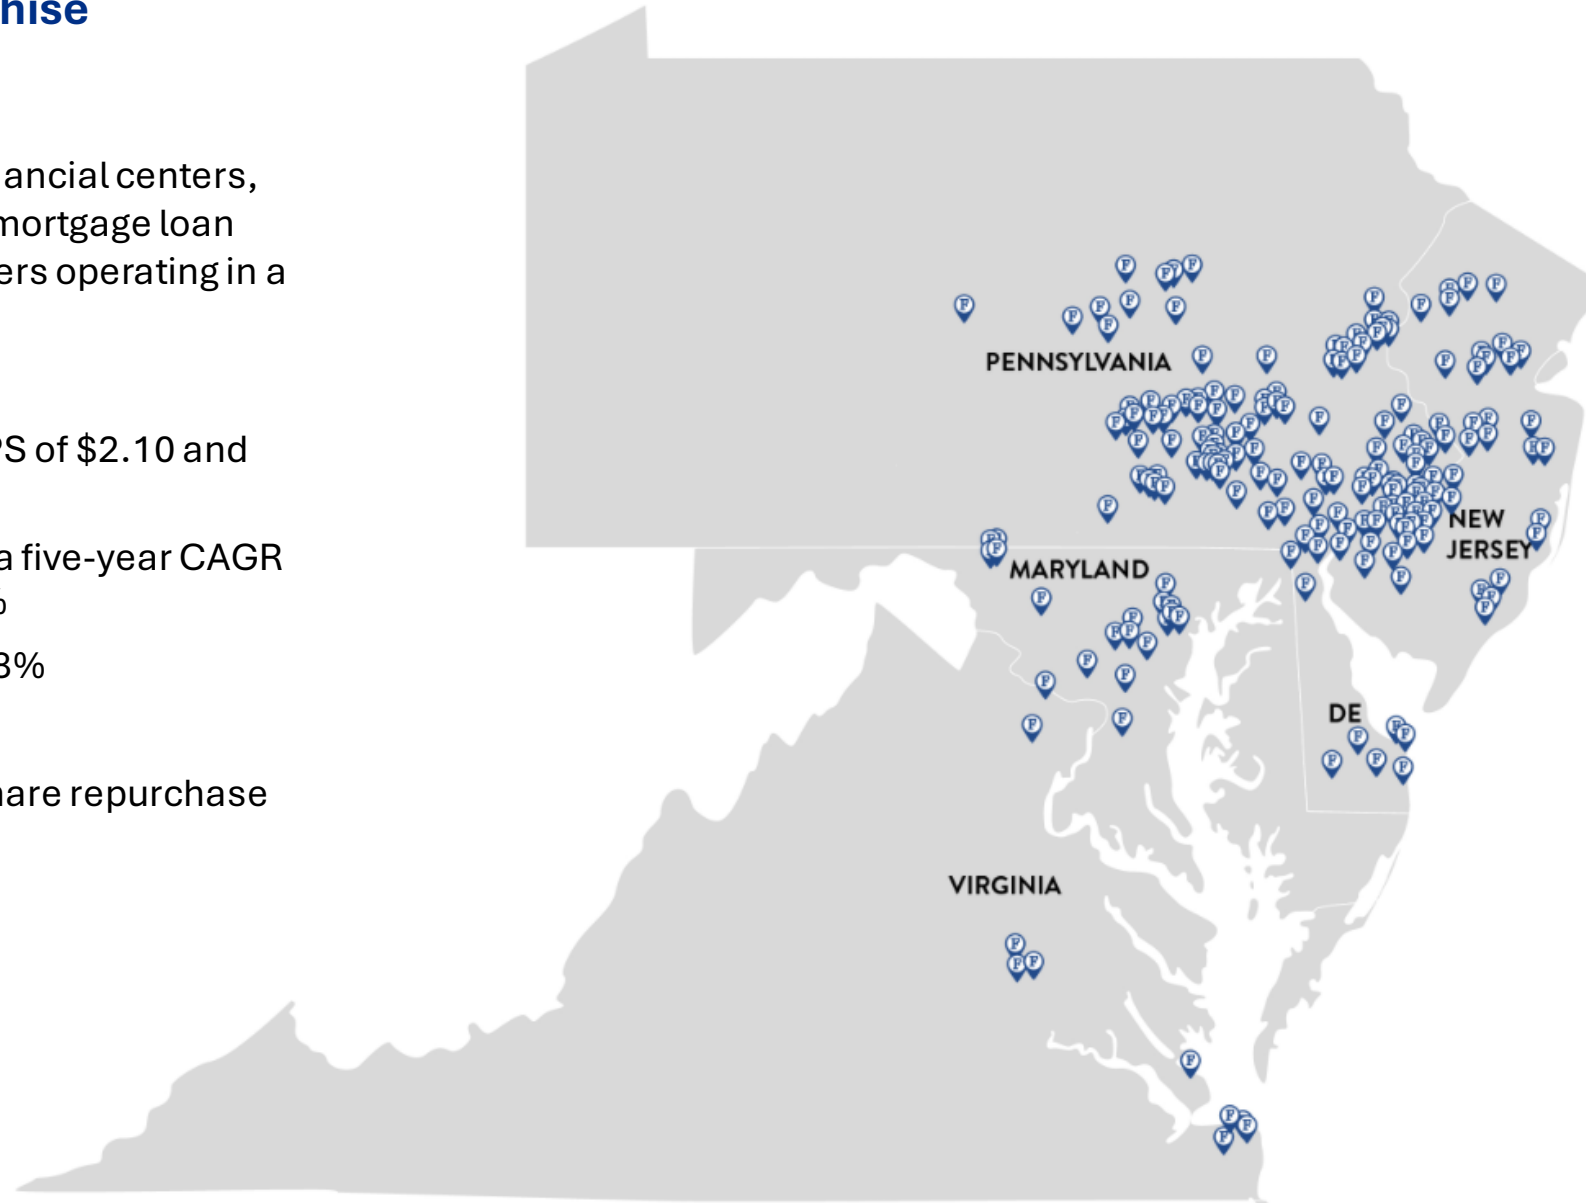 hise
ancial centers,
mortgage loan
ers operating in a
PS of $2.10 and
a five-year CAGR
%
3%
hare repurchase
PENNSYLVANIA
NEW
JERSEY
MARYLAND
DE
VIRGINIA